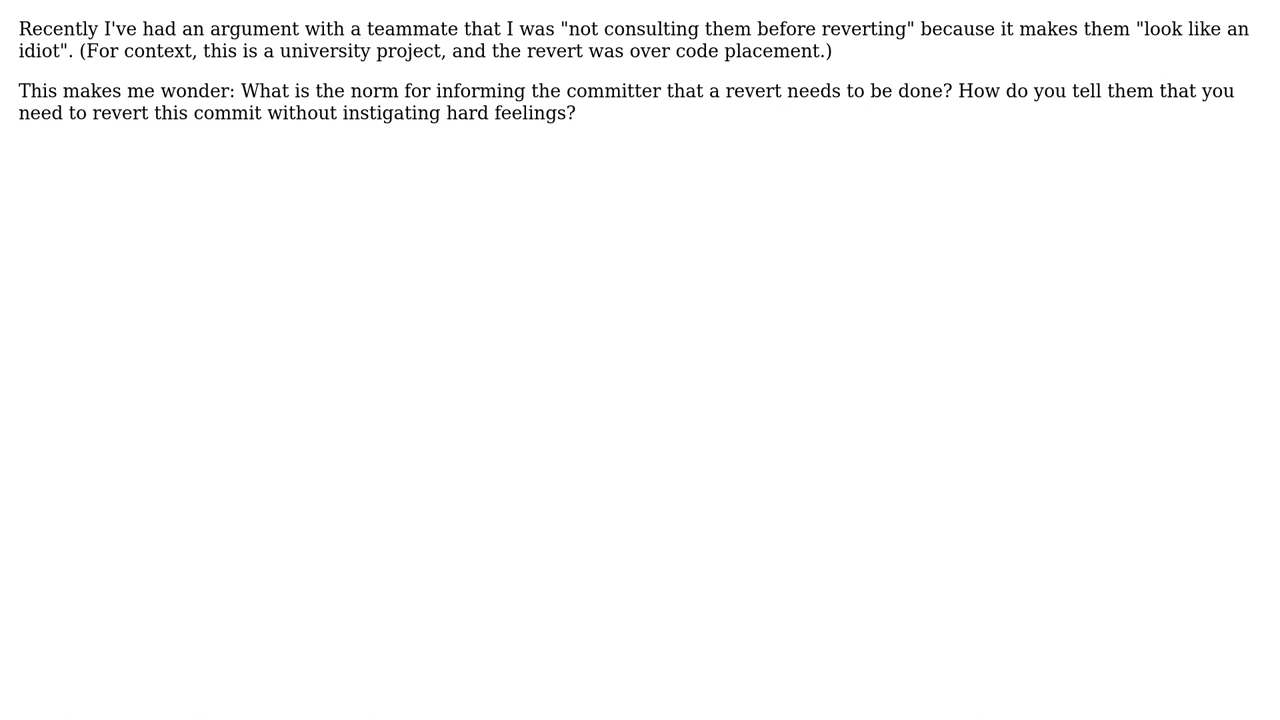 Recently I've had an argument with a teammate that I was "not consulting them before reverting" because it makes them "look like an
idiot". (For context, this is a university project, and the revert was over code placement.)
This makes me wonder: What is the norm for informing the committer that a revert needs to be done? How do you tell them that you
need to revert this commit without instigating hard feelings?